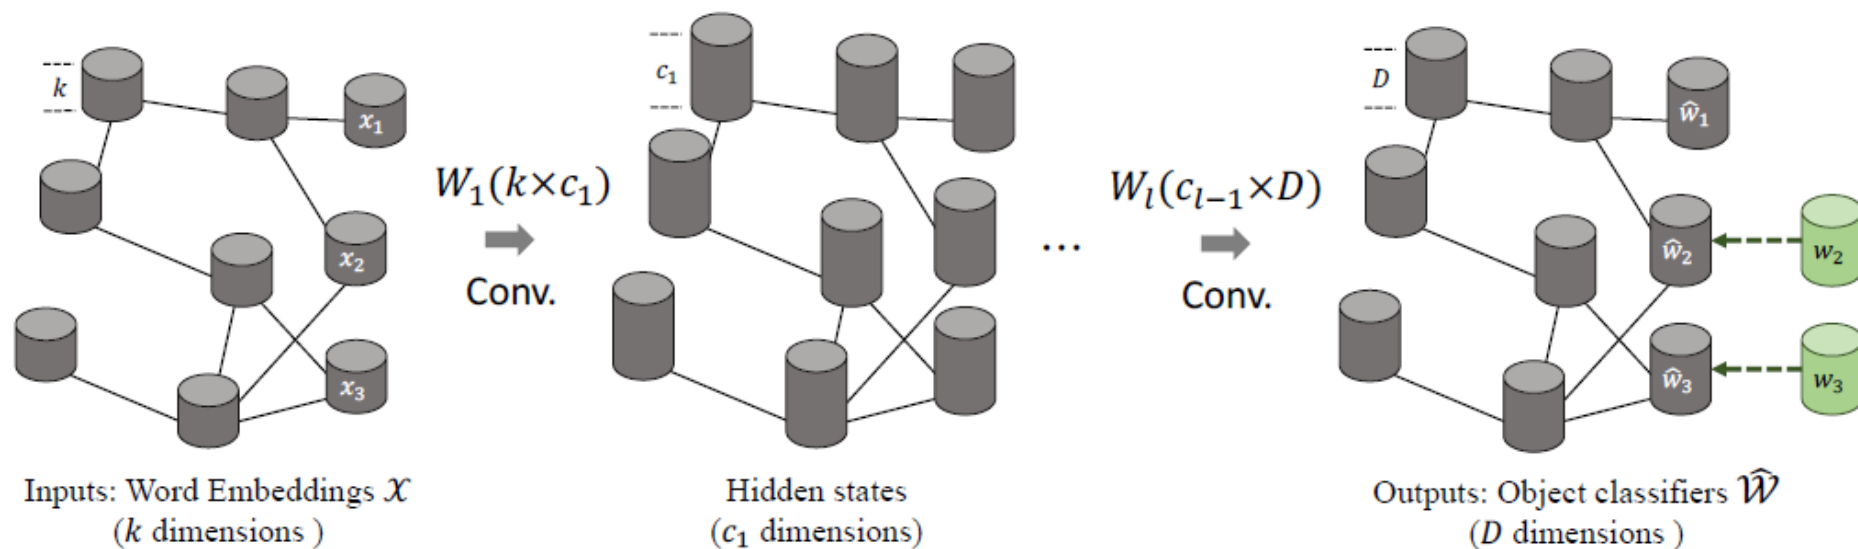 k
x₁
x₂
x₃
Inputs: Word Embeddings 𝒳
(k dimensions )
W₁(k×c₁)
Conv.
c₁
Hidden states
(c₁ dimensions)
...
Wₗ(cₗ₋₁×D)
Conv.
D
ŵ₁
ŵ₂
w₂
ŵ₃
w₃
Outputs: Object classifiers 𝒲̂
(D dimensions )